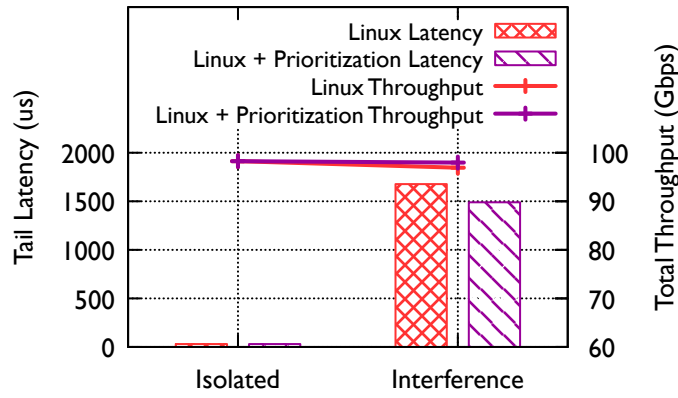 Linux Latency
Linux + Prioritization Latency
Linux Throughput
Linux + Prioritization Throughput
Tail Latency (us)
2000
1500
1000
500
0
100
90
80
70
60
Total Throughput (Gbps)
Isolated
Interference